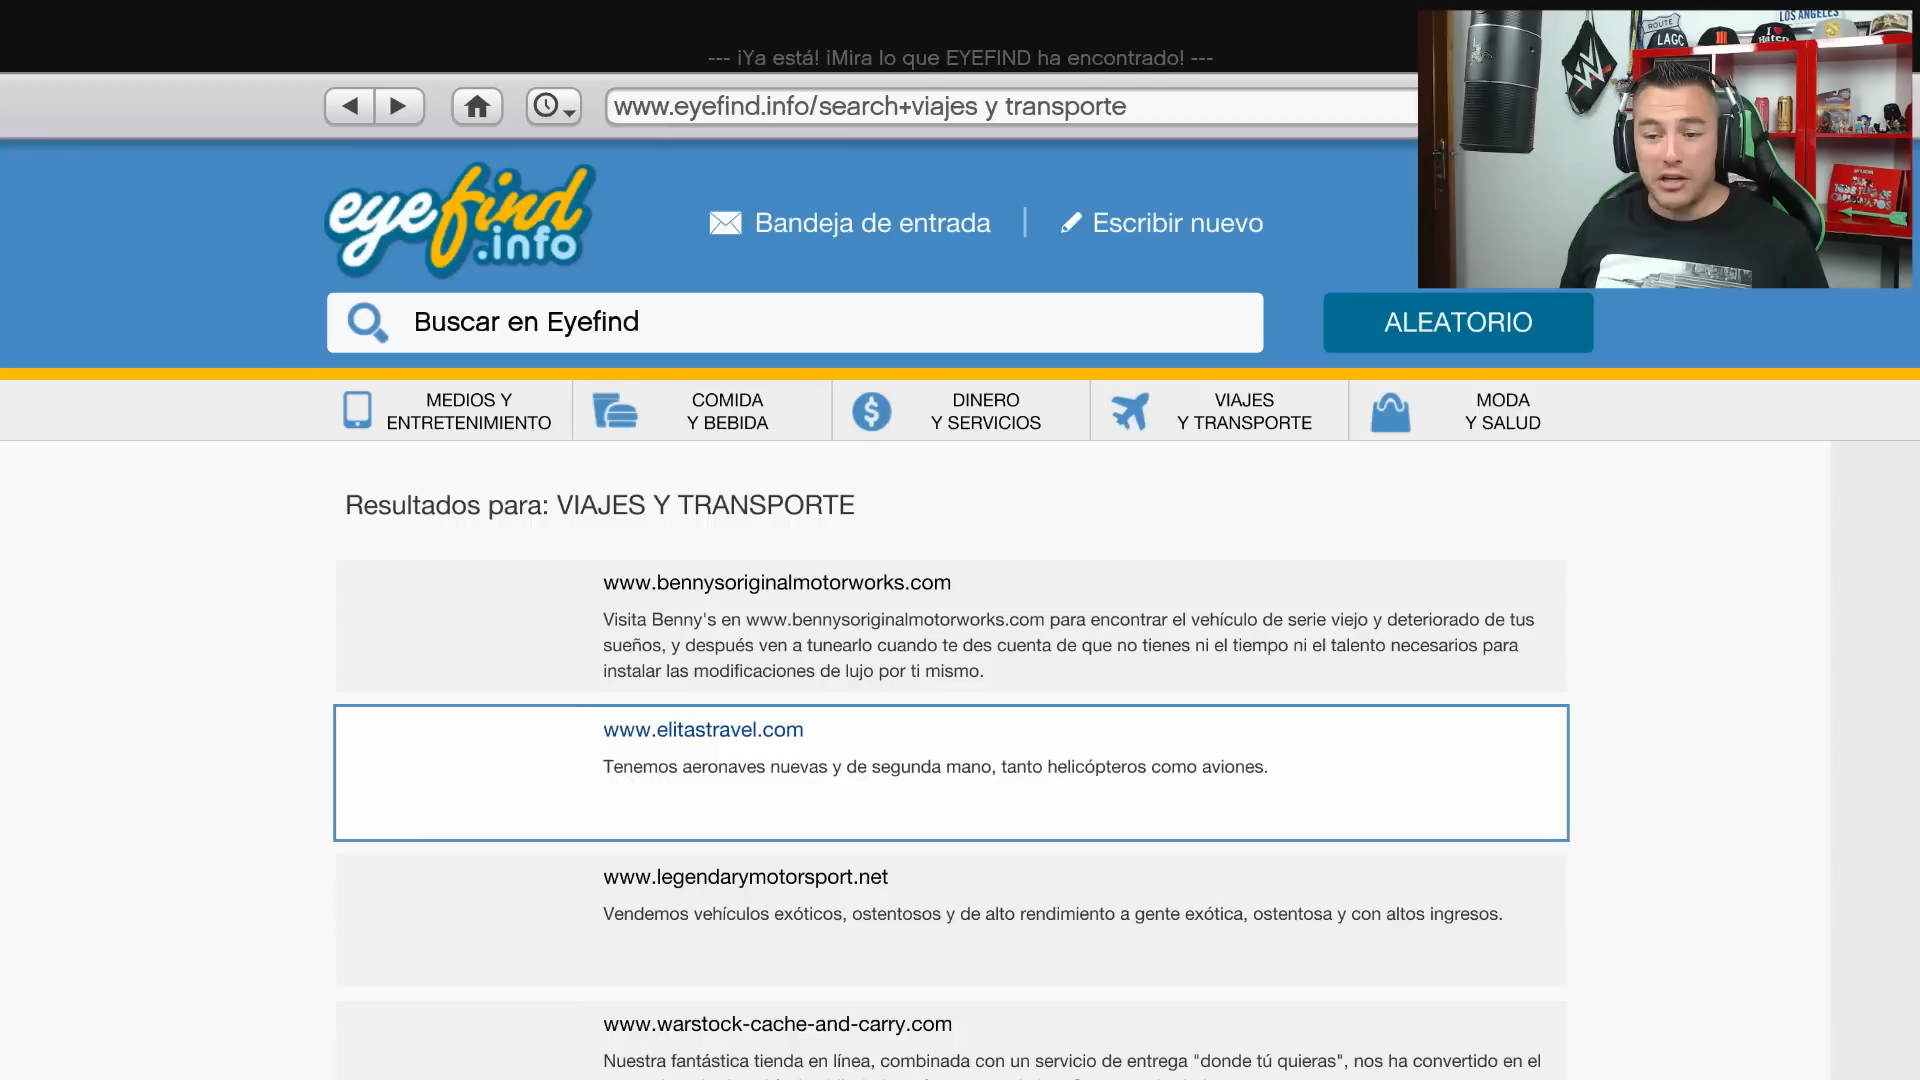 --- ¡Ya está! ¡Mira lo que EYEFIND ha encontrado! ---
www.eyefind.info/search+viajes y transporte
LOS ANGELES
ROUTE
LAGC
eyefind
.info
Bandeja de entrada
Escribir nuevo
Buscar en Eyefind
ALEATORIO
MEDIOS Y
ENTRETENIMIENTO
COMIDA
Y BEBIDA
DINERO
Y SERVICIOS
VIAJES
Y TRANSPORTE
MODA
Y SALUD
Resultados para: VIAJES Y TRANSPORTE
www.bennysoriginalmotorworks.com
Visita Benny's en www.bennysoriginalmotorworks.com para encontrar el vehículo de serie viejo y deteriorado de tus
sueños, y después ven a tunearlo cuando te des cuenta de que no tienes ni el tiempo ni el talento necesarios para
instalar las modificaciones de lujo por ti mismo.
www.elitastravel.com
Tenemos aeronaves nuevas y de segunda mano, tanto helicópteros como aviones.
www.legendarymotorsport.net
Vendemos vehículos exóticos, ostentosos y de alto rendimiento a gente exótica, ostentosa y con altos ingresos.
www.warstock-cache-and-carry.com
Nuestra fantástica tienda en línea, combinada con un servicio de entrega "donde tú quieras", nos ha convertido en el